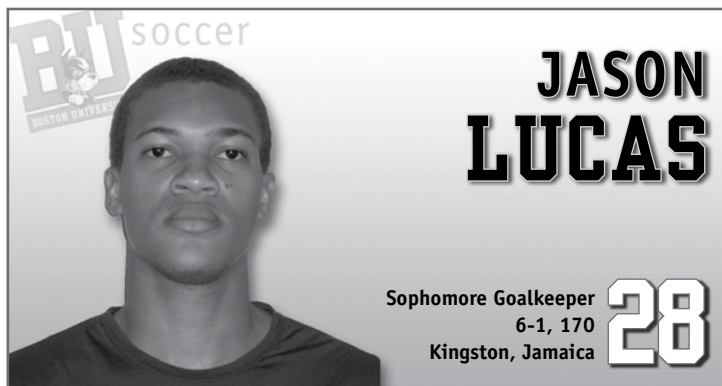 BU soccer
BOSTON UNIVERSITY
JASON
LUCAS
Sophomore Goalkeeper
6-1, 170
Kingston, Jamaica
28